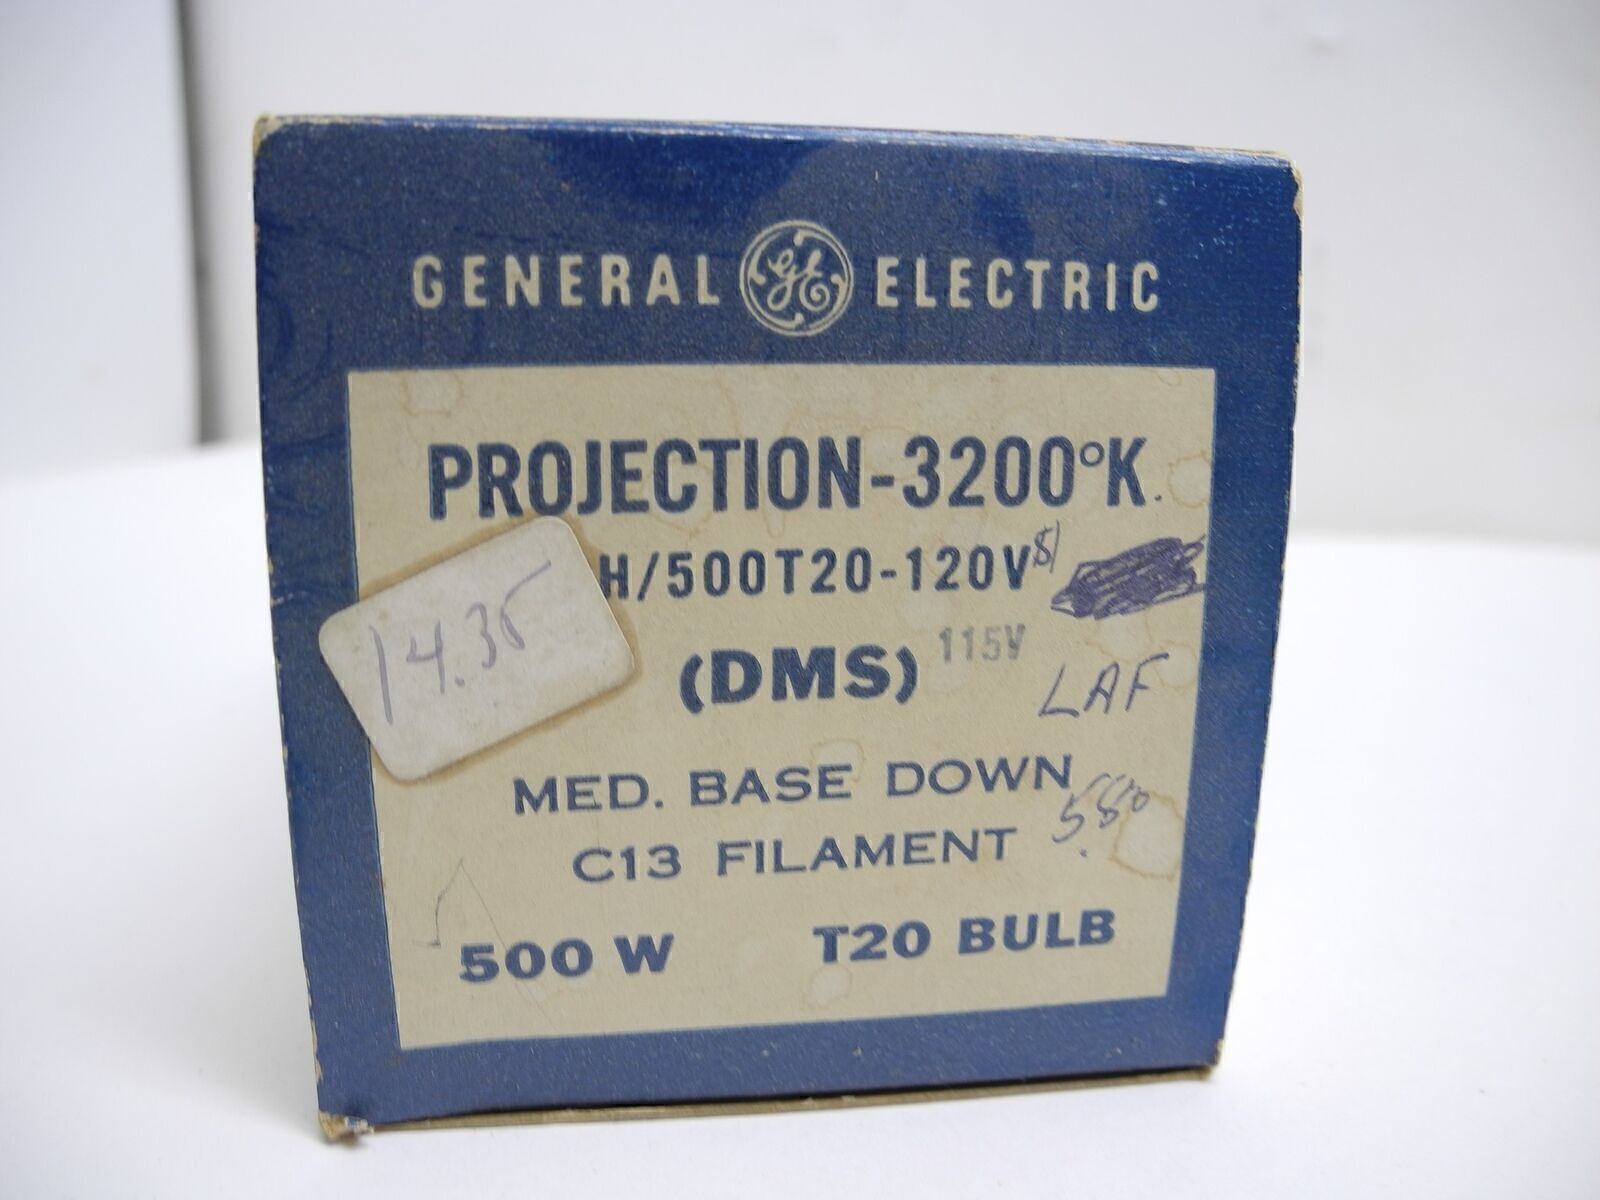 GENERAL GE ELECTRIC
PROJECTION-3200°K.
H/500T20-120V
14.35
(DMS) 115V
LAF
MED. BASE DOWN
C13 FILAMENT 5.80
500 W T20 BULB